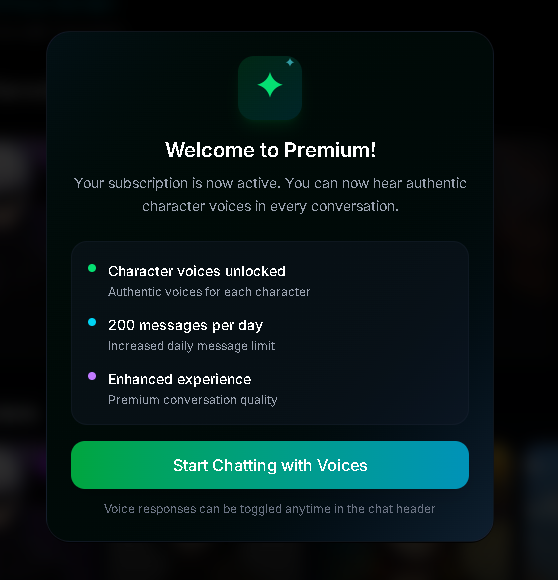 Welcome to Premium!
Your subscription is now active. You can now hear authentic
character voices in every conversation.
Character voices unlocked
Authentic voices for each character
200 messages per day
Increased daily message limit
Enhanced experience
Premium conversation quality
Start Chatting with Voices
Voice responses can be toggled anytime in the chat header